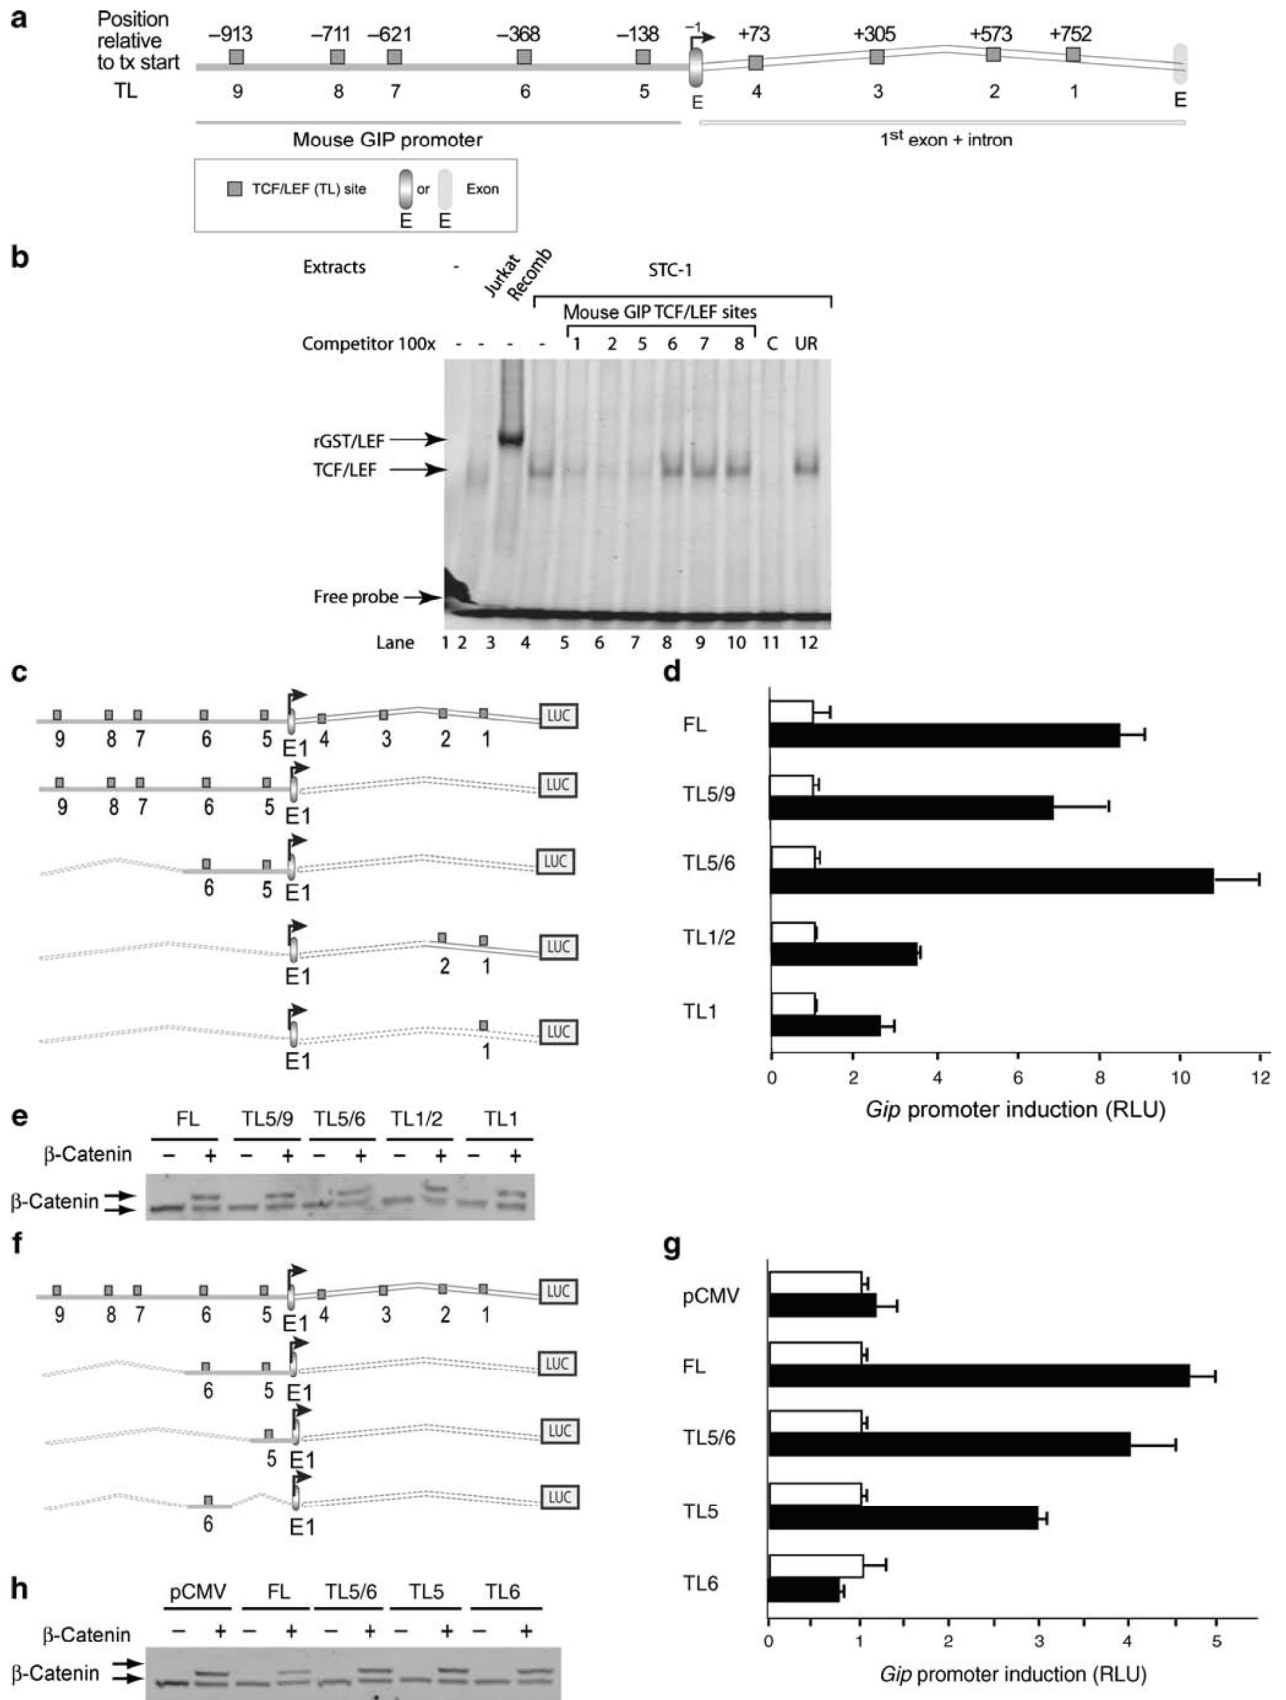 a
Position relative to tx start
–913 –711 –621 –368 –138 –1 +73 +305 +573 +752
TL 9 8 7 6 5 E 4 3 2 1 E
Mouse GIP promoter
1st exon + intron
TCF/LEF (TL) site
E or E Exon
b
Extracts - Jurkat Recomb STC-1
Mouse GIP TCF/LEF sites
Competitor 100x - - - - 1 2 5 6 7 8 C UR
rGST/LEF
TCF/LEF
Free probe
Lane 1 2 3 4 5 6 7 8 9 10 11 12
c
9 8 7 6 5 E1 4 3 2 1 LUC
9 8 7 6 5 E1 LUC
6 5 E1 LUC
E1 2 1 LUC
E1 1 LUC
d
FL
TL5/9
TL5/6
TL1/2
TL1
0 2 4 6 8 10 12
Gip promoter induction (RLU)
e
FL TL5/9 TL5/6 TL1/2 TL1
β-Catenin – + – + – + – + – +
β-Catenin
f
9 8 7 6 5 E1 4 3 2 1 LUC
6 5 E1 LUC
5 E1 LUC
6 E1 LUC
g
pCMV
FL
TL5/6
TL5
TL6
0 1 2 3 4 5
Gip promoter induction (RLU)
h
pCMV FL TL5/6 TL5 TL6
β-Catenin – + – + – + – + – +
β-Catenin